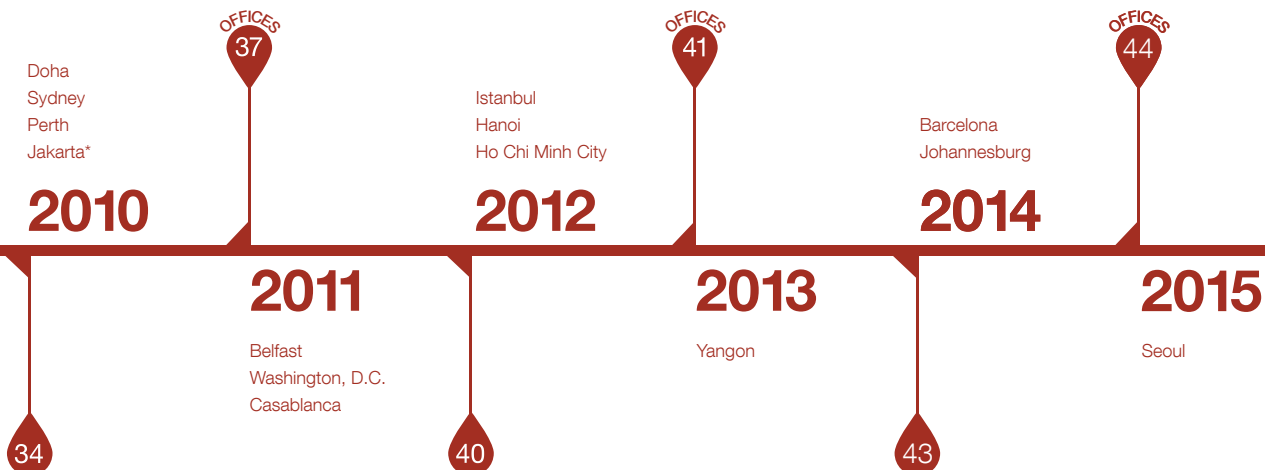 Doha
Sydney
Perth
Jakarta*
2010
34
OFFICES
37
2011
Belfast
Washington, D.C.
Casablanca
Istanbul
Hanoi
Ho Chi Minh City
2012
40
OFFICES
41
2013
Yangon
Barcelona
Johannesburg
2014
43
OFFICES
44
2015
Seoul